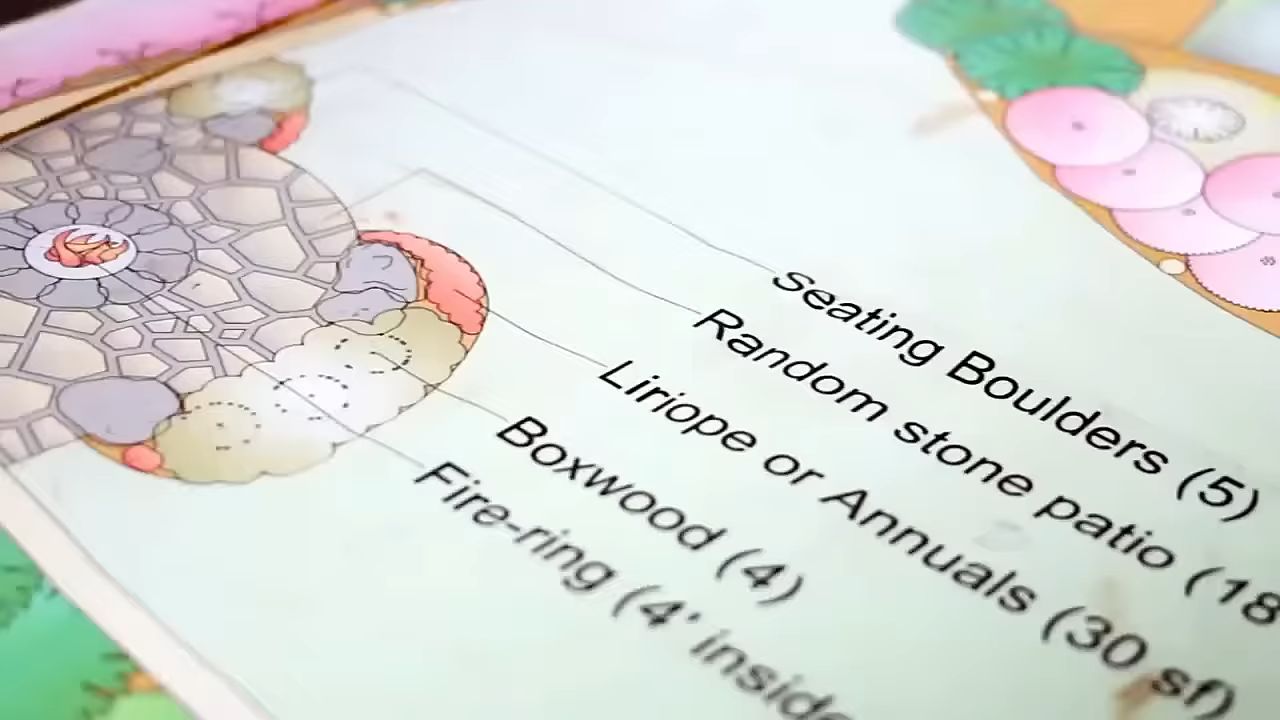 Seating Boulders (5)
Random stone patio (18
Liriope or Annuals (30 sf)
Boxwood (4)
Fire-ring (4' inside